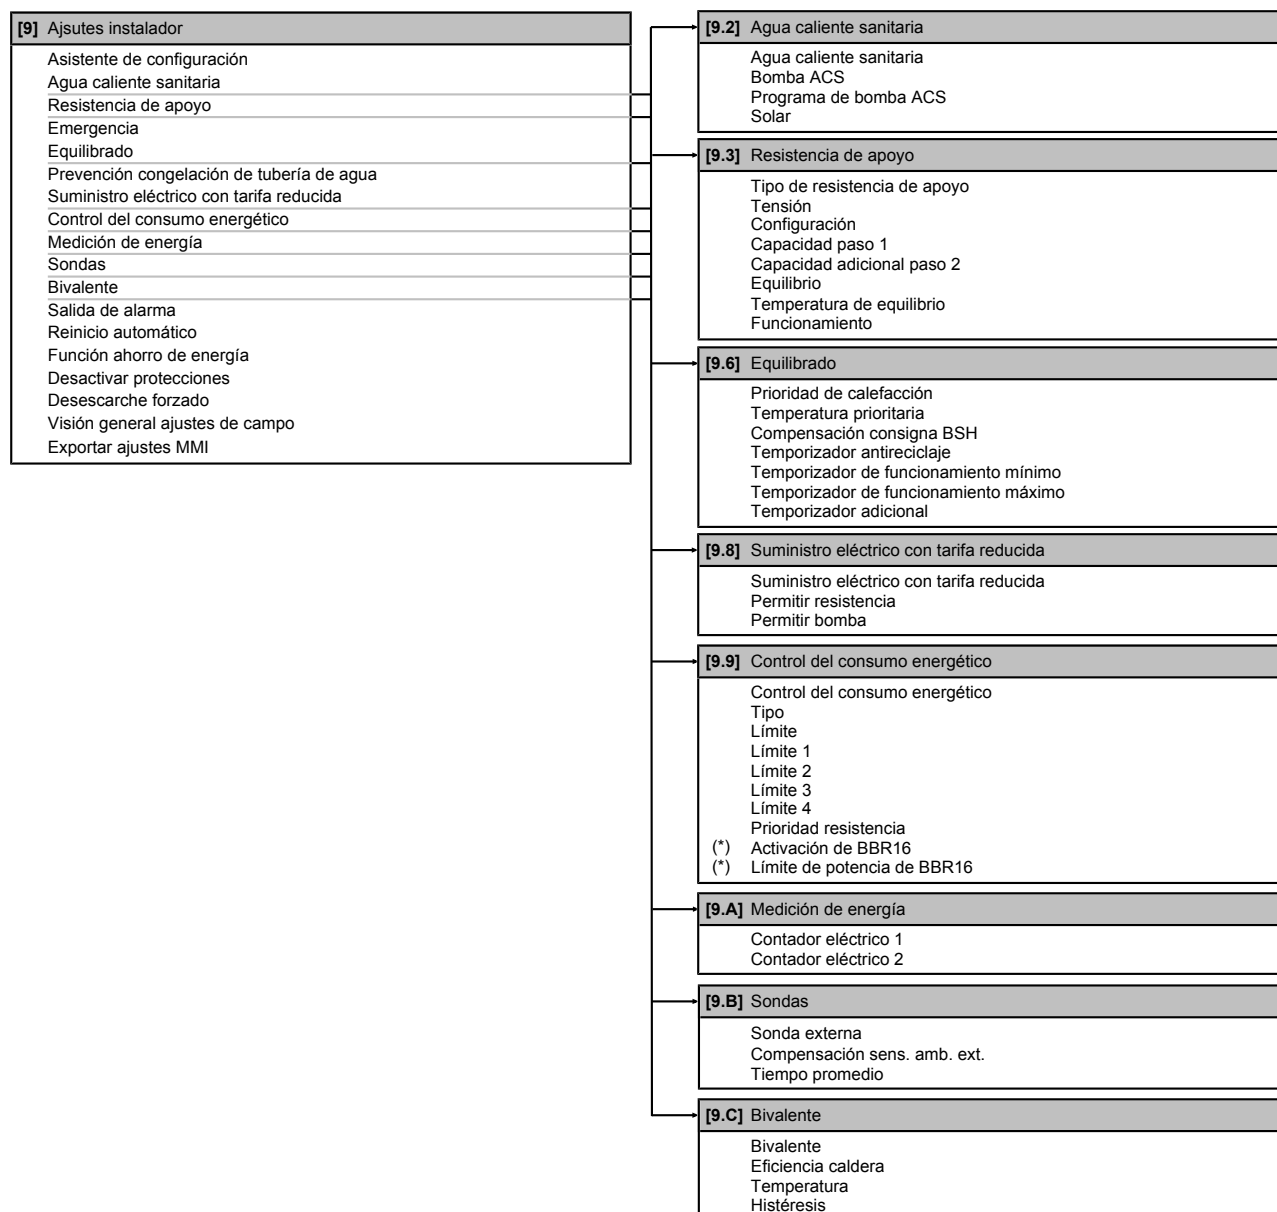 [9] Ajsutes instalador
Asistente de configuración
Agua caliente sanitaria
Resistencia de apoyo
Emergencia
Equilibrado
Prevención congelación de tubería de agua
Suministro eléctrico con tarifa reducida
Control del consumo energético
Medición de energía
Sondas
Bivalente
Salida de alarma
Reinicio automático
Función ahorro de energía
Desactivar protecciones
Desescarche forzado
Visión general ajustes de campo
Exportar ajustes MMI
[9.2] Agua caliente sanitaria
Agua caliente sanitaria
Bomba ACS
Programa de bomba ACS
Solar
[9.3] Resistencia de apoyo
Tipo de resistencia de apoyo
Tensión
Configuración
Capacidad paso 1
Capacidad adicional paso 2
Equilibrio
Temperatura de equilibrio
Funcionamiento
[9.6] Equilibrado
Prioridad de calefacción
Temperatura prioritaria
Compensación consigna BSH
Temporizador antireciclaje
Temporizador de funcionamiento mínimo
Temporizador de funcionamiento máximo
Temporizador adicional
[9.8] Suministro eléctrico con tarifa reducida
Suministro eléctrico con tarifa reducida
Permitir resistencia
Permitir bomba
[9.9] Control del consumo energético
Control del consumo energético
Tipo
Límite
Límite 1
Límite 2
Límite 3
Límite 4
Prioridad resistencia
(*) Activación de BBR16
(*) Límite de potencia de BBR16
[9.A] Medición de energía
Contador eléctrico 1
Contador eléctrico 2
[9.B] Sondas
Sonda externa
Compensación sens. amb. ext.
Tiempo promedio
[9.C] Bivalente
Bivalente
Eficiencia caldera
Temperatura
Histéresis